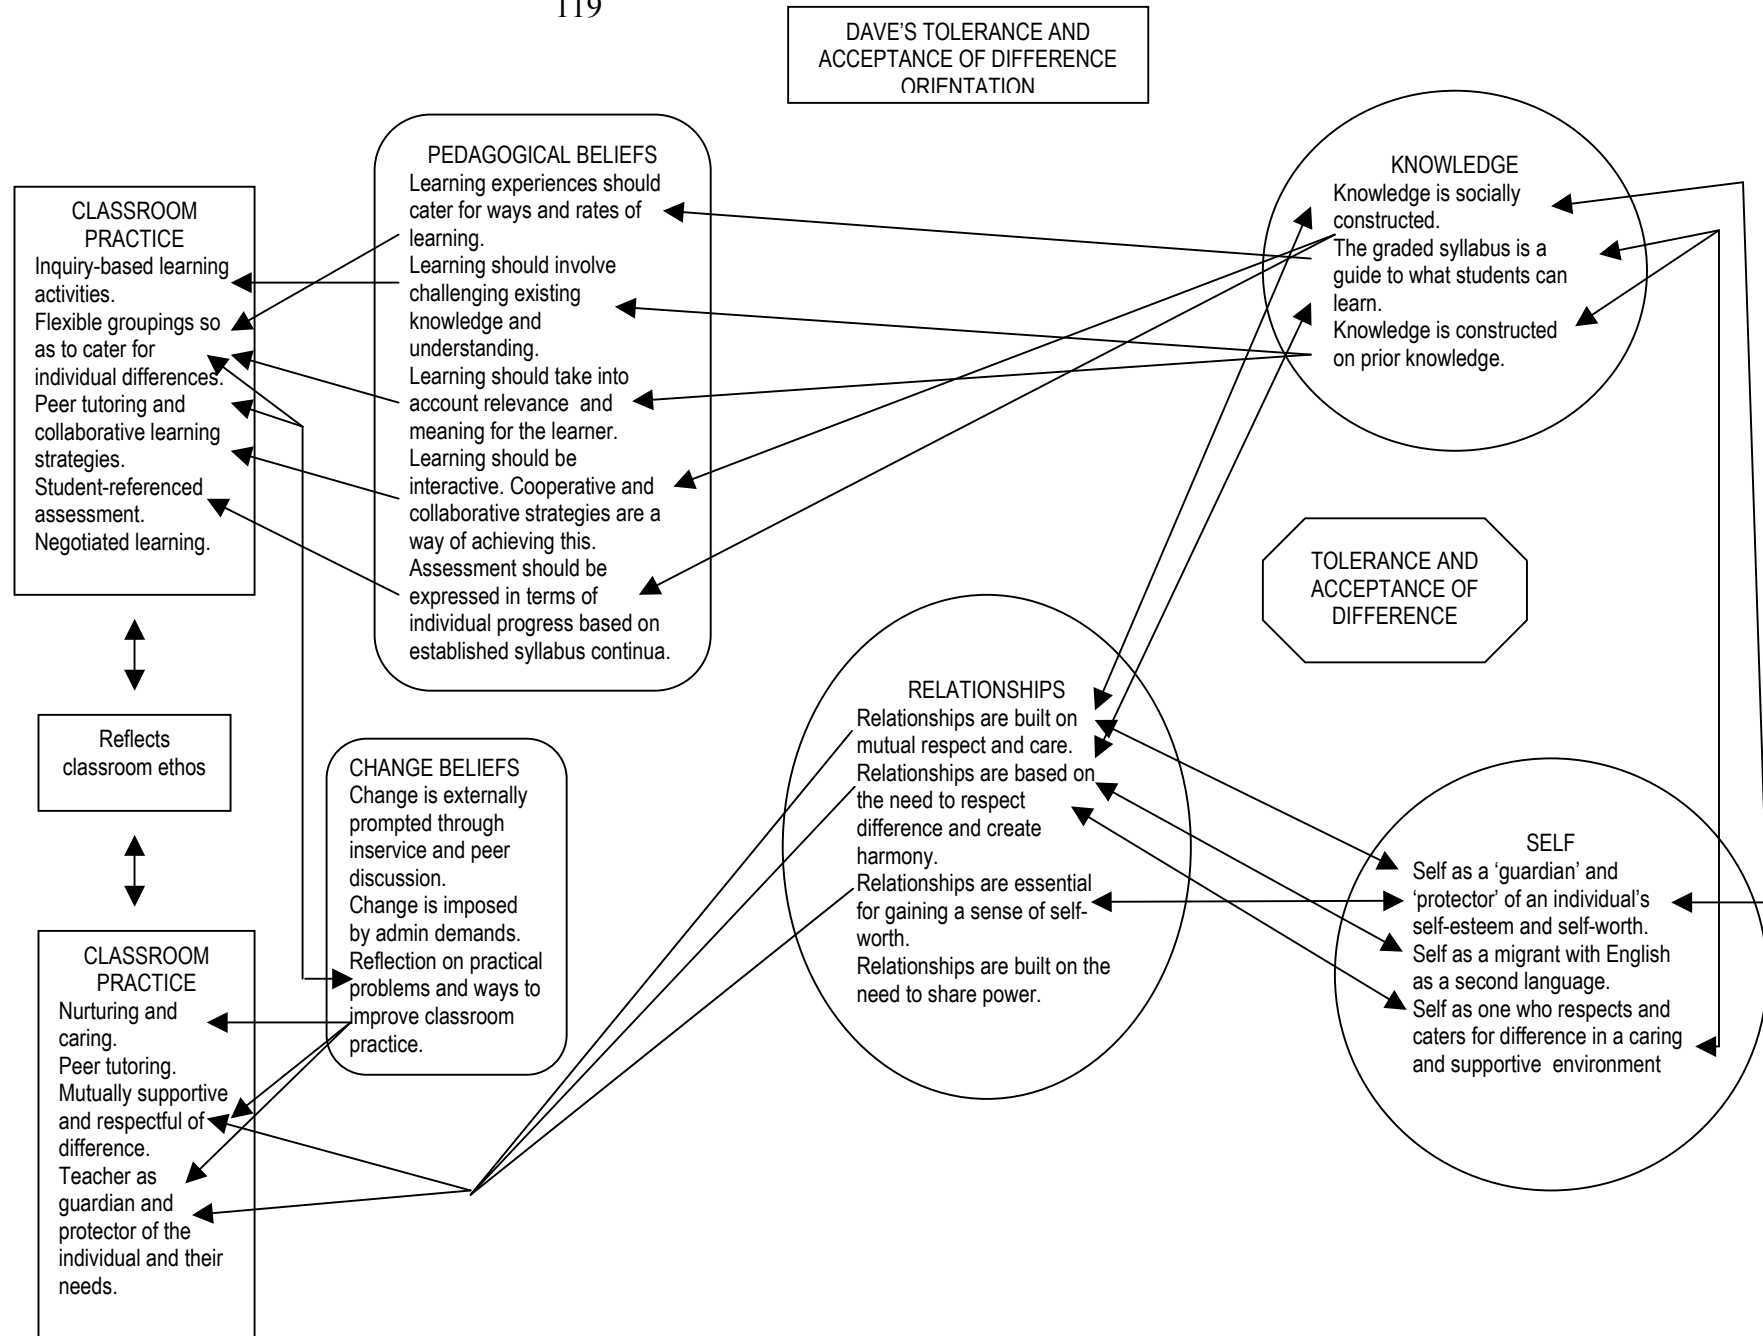 119
DAVE'S TOLERANCE AND
ACCEPTANCE OF DIFFERENCE
ORIENTATION
CLASSROOM
PRACTICE
Inquiry-based learning
activities.
Flexible groupings so
as to cater for
individual differences.
Peer tutoring and
collaborative learning
strategies.
Student-referenced
assessment.
Negotiated learning.
Reflects
classroom ethos
CLASSROOM
PRACTICE
Nurturing and
caring.
Peer tutoring.
Mutually supportive
and respectful of
difference.
Teacher as
guardian and
protector of the
individual and their
needs.
PEDAGOGICAL BELIEFS
Learning experiences should
cater for ways and rates of
learning.
Learning should involve
challenging existing
knowledge and
understanding.
Learning should take into
account relevance and
meaning for the learner.
Learning should be
interactive. Cooperative and
collaborative strategies are a
way of achieving this.
Assessment should be
expressed in terms of
individual progress based on
established syllabus continua.
CHANGE BELIEFS
Change is externally
prompted through
inservice and peer
discussion.
Change is imposed
by admin demands.
Reflection on practical
problems and ways to
improve classroom
practice.
KNOWLEDGE
Knowledge is socially
constructed.
The graded syllabus is a
guide to what students can
learn.
Knowledge is constructed
on prior knowledge.
TOLERANCE AND
ACCEPTANCE OF
DIFFERENCE
RELATIONSHIPS
Relationships are built on
mutual respect and care.
Relationships are based on
the need to respect
difference and create
harmony.
Relationships are essential
for gaining a sense of self-
worth.
Relationships are built on the
need to share power.
SELF
Self as a 'guardian' and
'protector' of an individual's
self-esteem and self-worth.
Self as a migrant with English
as a second language.
Self as one who respects and
caters for difference in a caring
and supportive environment